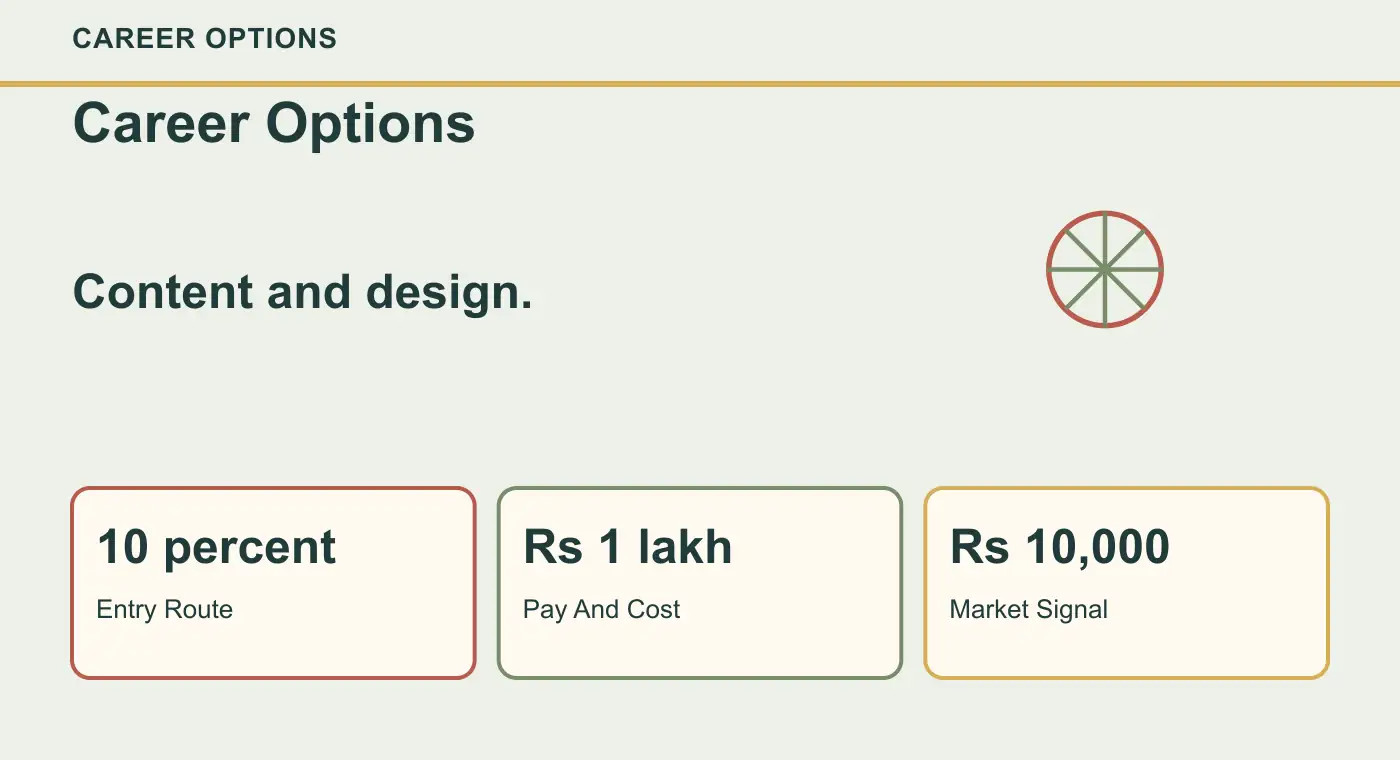 CAREER OPTIONS
Career Options
Content and design.
10 percent
Entry Route
Rs 1 lakh
Pay And Cost
Rs 10,000
Market Signal